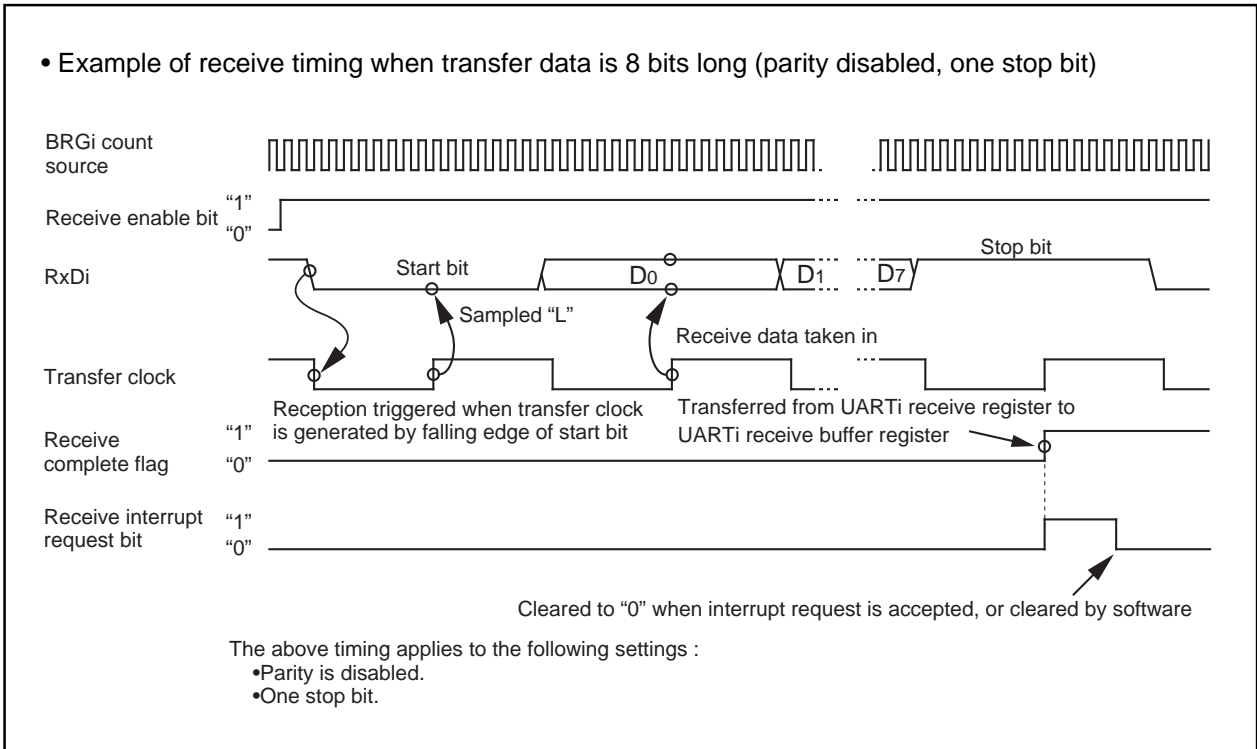 • Example of receive timing when transfer data is 8 bits long (parity disabled, one stop bit)
BRGi count
source
Receive enable bit
“1”
“0”
RxDi
Start bit
D0
D1
D7
Stop bit
Sampled “L”
Receive data taken in
Transfer clock
Reception triggered when transfer clock
is generated by falling edge of start bit
Transferred from UARTi receive register to
UARTi receive buffer register
Receive
complete flag
“1”
“0”
Receive interrupt
request bit
“1”
“0”
Cleared to “0” when interrupt request is accepted, or cleared by software
The above timing applies to the following settings :
•Parity is disabled.
•One stop bit.